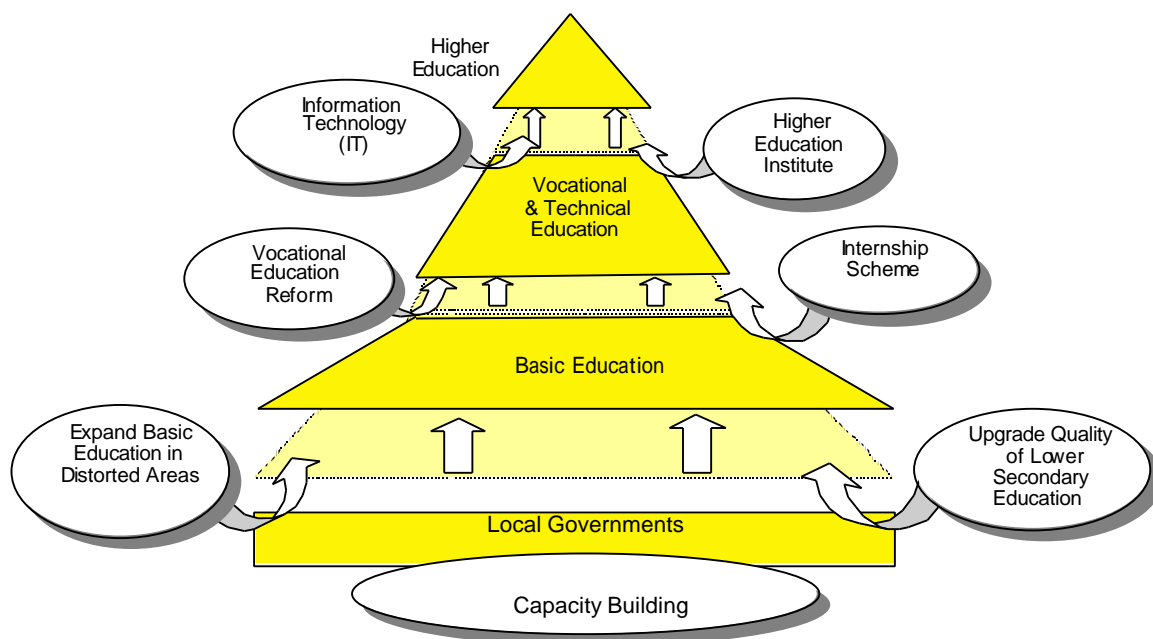 Higher
Education
Information
Technology
(IT)
Higher
Education
Institute
Vocational
& Technical
Education
Vocational
Education
Reform
Internship
Scheme
Basic Education
Expand Basic
Education in
Distorted Areas
Upgrade Quality
of Lower
Secondary
Education
Local Governments
Capacity Building